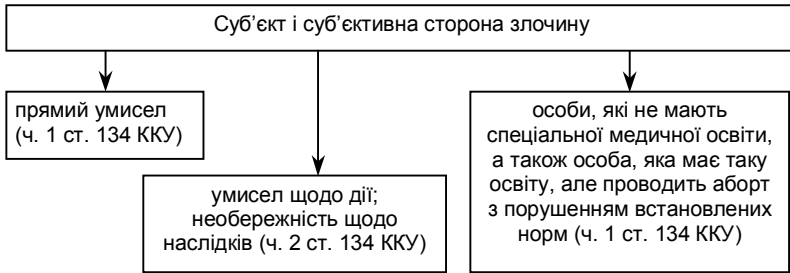 Суб’єкт і суб’єктивна сторона злочину
прямий умисел
(ч. 1 ст. 134 ККУ)
умисел щодо дії;
необережність щодо
наслідків (ч. 2 ст. 134 ККУ)
особи, які не мають
спеціальної медичної освіти,
а також особа, яка має таку
освіту, але проводить аборт
з порушенням встановлених
норм (ч. 1 ст. 134 ККУ)